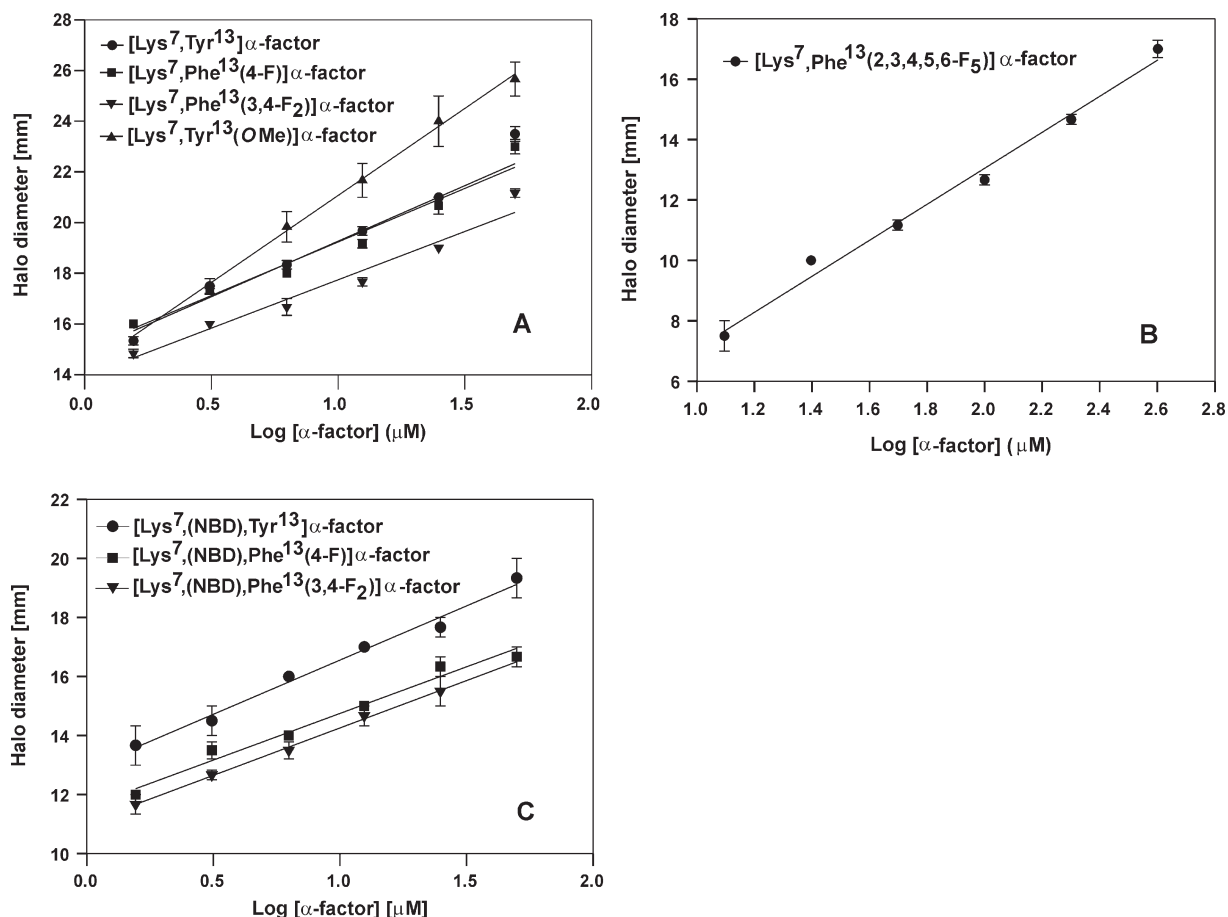 28
26
24
22
20
18
16
14
Halo diameter [mm]
[Lys⁷,Tyr¹³]α-factor
[Lys⁷,Phe¹³(4-F)]α-factor
[Lys⁷,Phe¹³(3,4-F₂)]α-factor
[Lys⁷,Tyr¹³(OMe)]α-factor
A
0.0 0.5 1.0 1.5 2.0
Log [α-factor] (μM)
18
16
14
12
10
8
6
Halo diameter [mm]
[Lys⁷,Phe¹³(2,3,4,5,6-F₅)]α-factor
B
1.0 1.2 1.4 1.6 1.8 2.0 2.2 2.4 2.6 2.8
Log [α-factor] (μM)
22
20
18
16
14
12
10
Halo diameter [mm]
[Lys⁷,(NBD),Tyr¹³]α-factor
[Lys⁷,(NBD),Phe¹³(4-F)]α-factor
[Lys⁷,(NBD),Phe¹³(3,4-F₂)]α-factor
C
0.0 0.5 1.0 1.5 2.0
Log [α-factor] [μM]